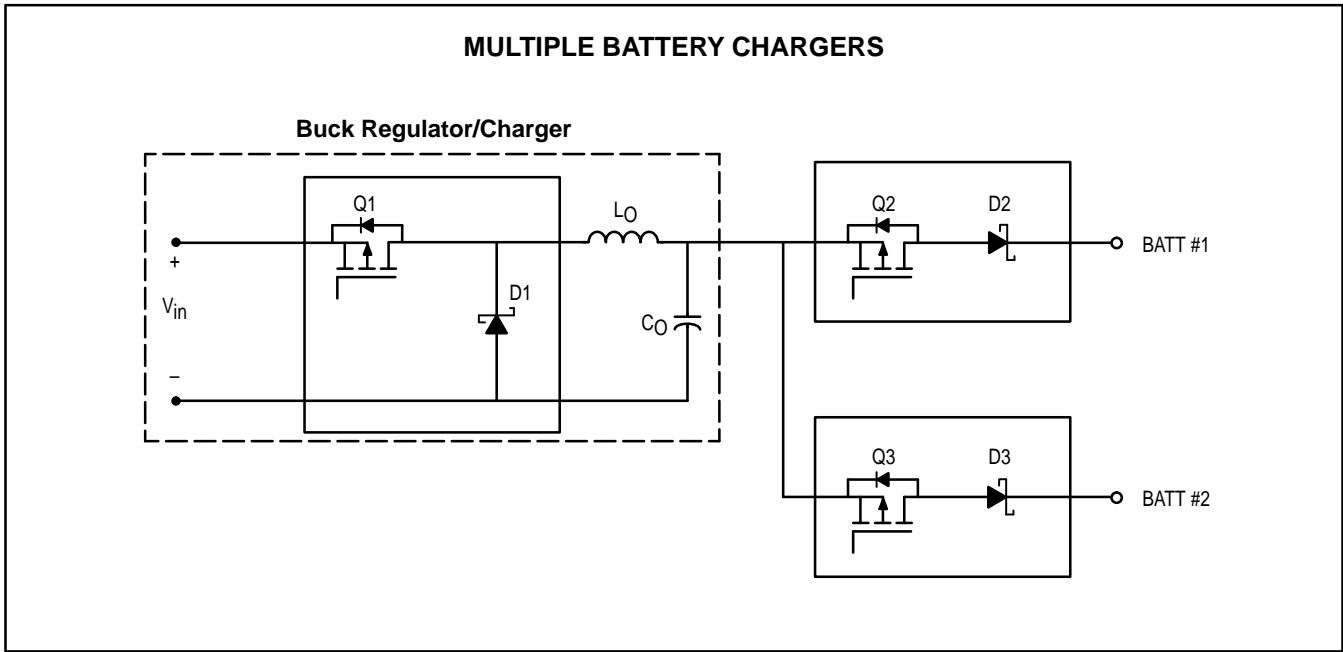 MULTIPLE BATTERY CHARGERS
Buck Regulator/Charger
Q1
LO
Q2
D2
BATT #1
+
Vin
D1
CO
–
Q3
D3
BATT #2